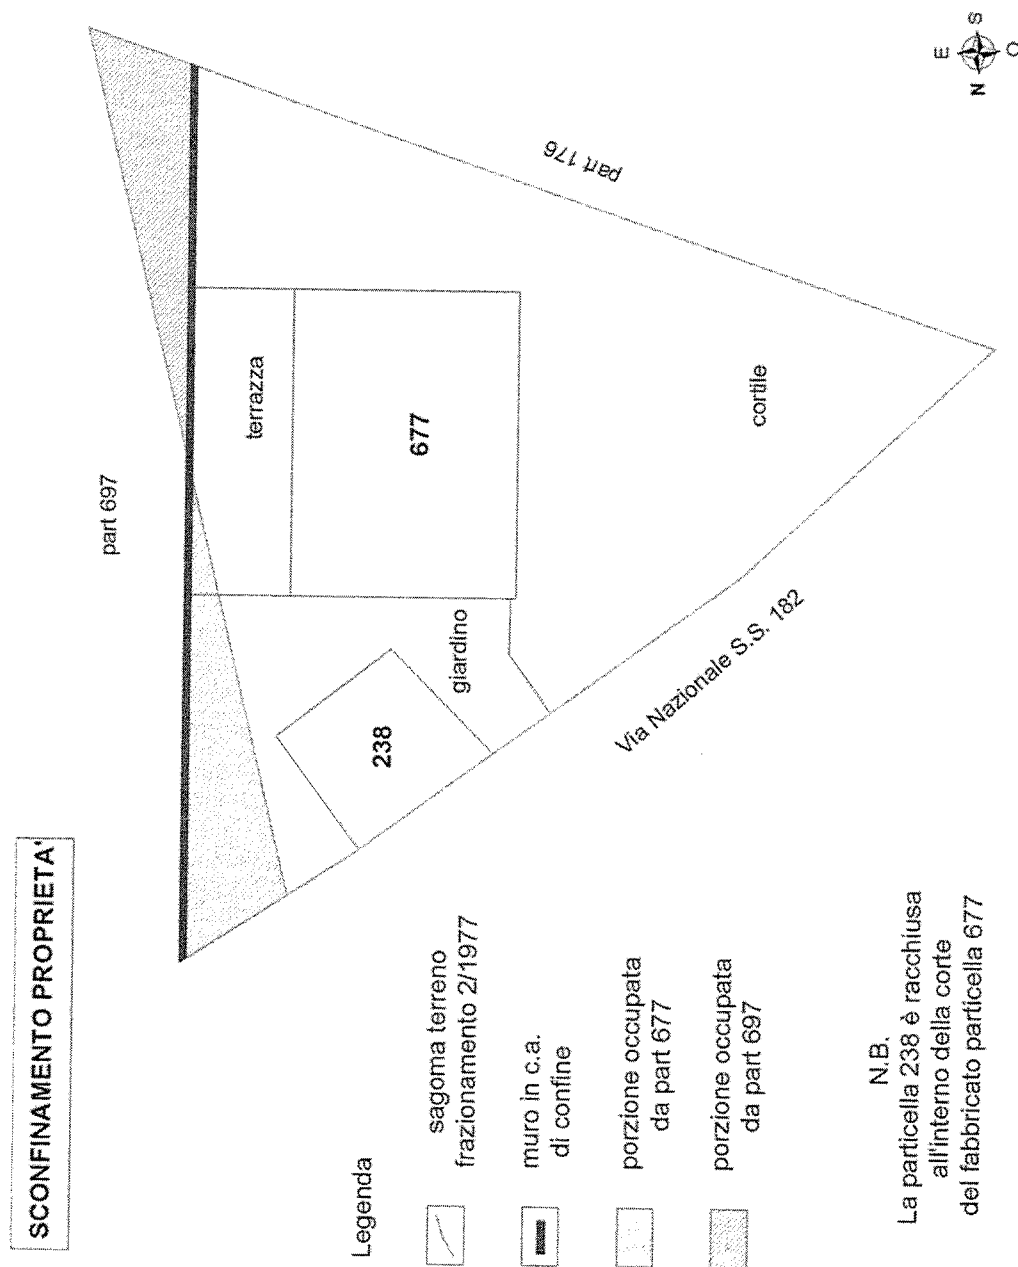 SCONFINAMENTO PROPRIETA'
part 697
part 176
terrazza
677
cortile
giardino
238
Via Nazionale S.S. 182
Legenda
sagoma terreno
frazionamento 2/1977
muro in c.a.
di confine
porzione occupata
da part 677
porzione occupata
da part 697
N.B.
La particella 238 è racchiusa
all'interno della corte
del fabbricato particella 677
N
E
S
O